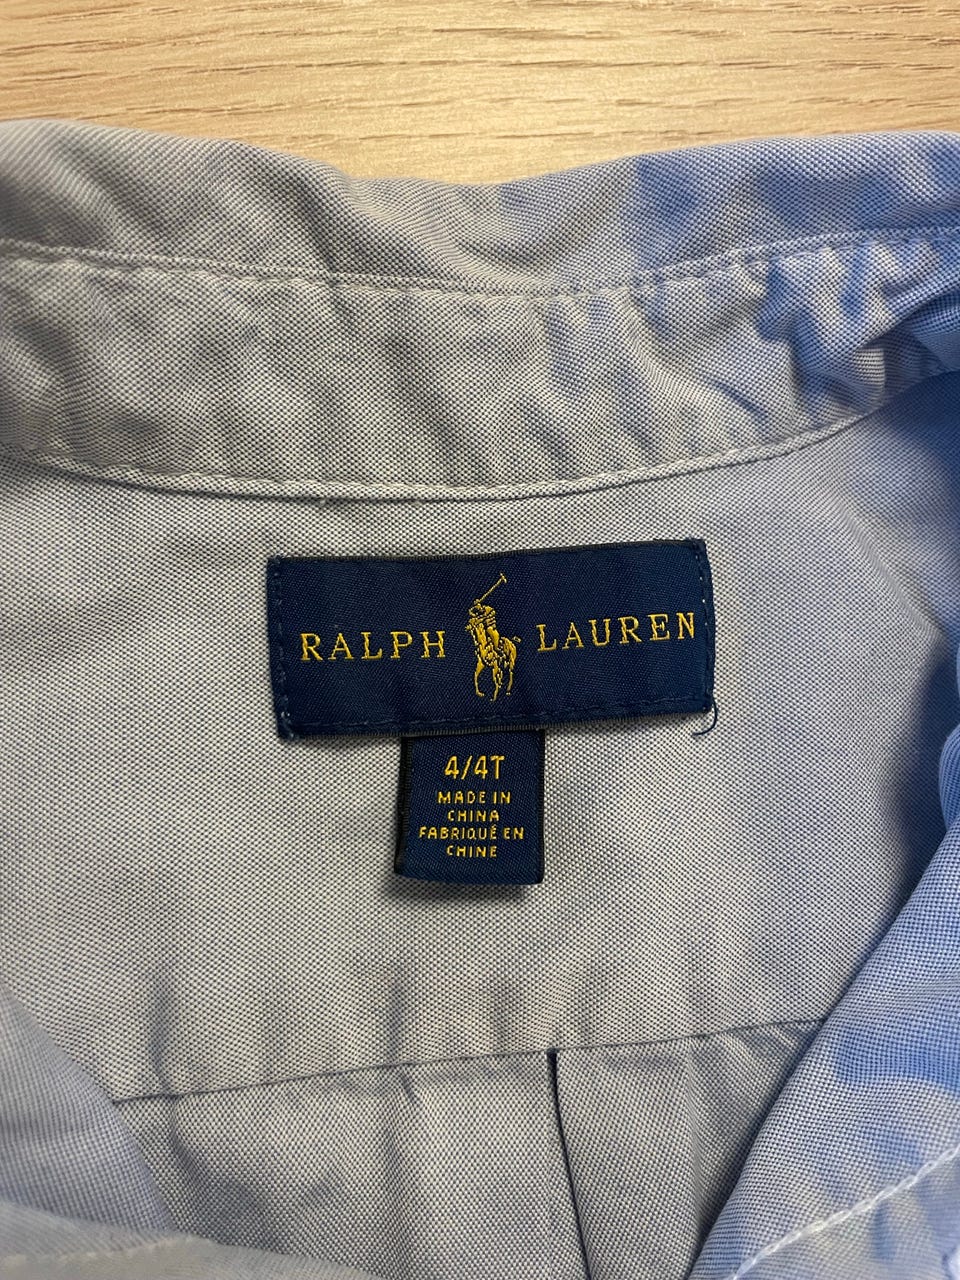 RALPH LAUREN
4/4T
MADE IN
CHINA
FABRIQUÉ EN
CHINE